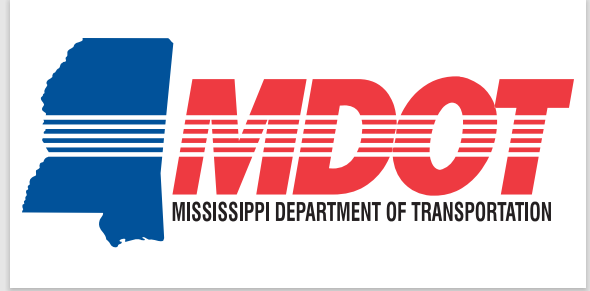 MDOT
MISSISSIPPI DEPARTMENT OF TRANSPORTATION